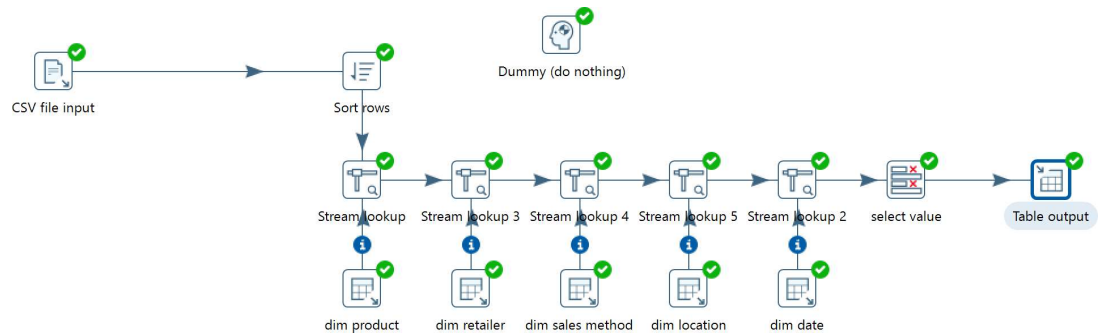 Dummy (do nothing)
CSV file input
Sort rows
Stream lookup
Stream lookup 3
Stream lookup 4
Stream lookup 5
Stream lookup 2
select value
Table output
dim product
dim retailer
dim sales method
dim location
dim date